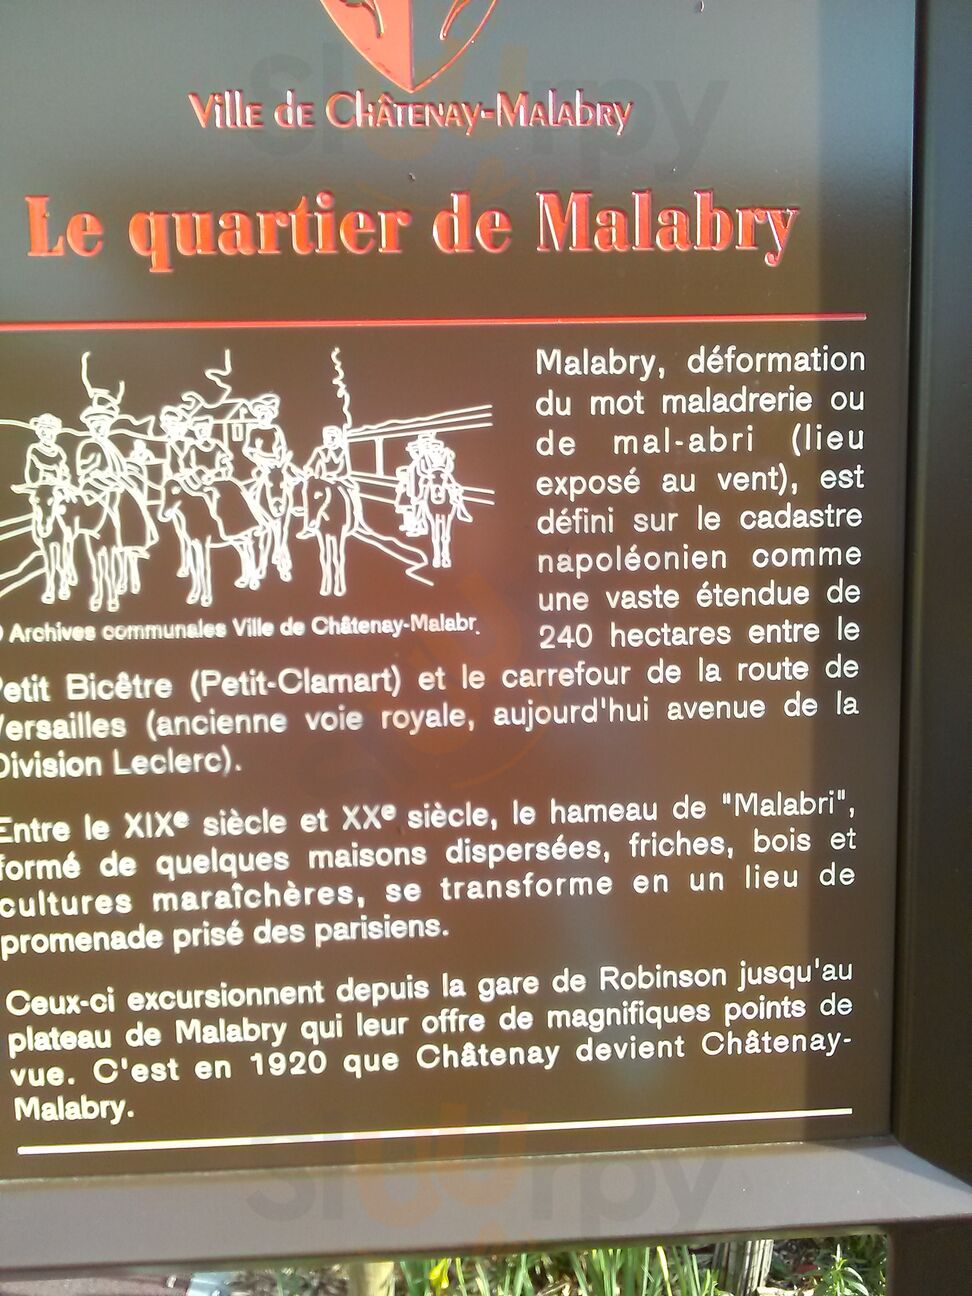 Ville de Châtenay-Malabry
Le quartier de Malabry
Malabry, déformation
du mot maladrerie ou
de mal-abri (lieu
exposé au vent), est
défini sur le cadastre
napoléonien comme
une vaste étendue de
240 hectares entre le
Archives communales Ville de Châtenay-Malabr.
Petit Bicêtre (Petit-Clamart) et le carrefour de la route de
Versailles (ancienne voie royale, aujourd'hui avenue de la
Division Leclerc).
Entre le XIXe siècle et XXe siècle, le hameau de "Malabri",
formé de quelques maisons dispersées, friches, bois et
cultures maraîchères, se transforme en un lieu de
promenade prisé des parisiens.
Ceux-ci excursionnent depuis la gare de Robinson jusqu'au
plateau de Malabry qui leur offre de magnifiques points de
vue. C'est en 1920 que Châtenay devient Châtenay-
Malabry.
slurrpy
slurrpy